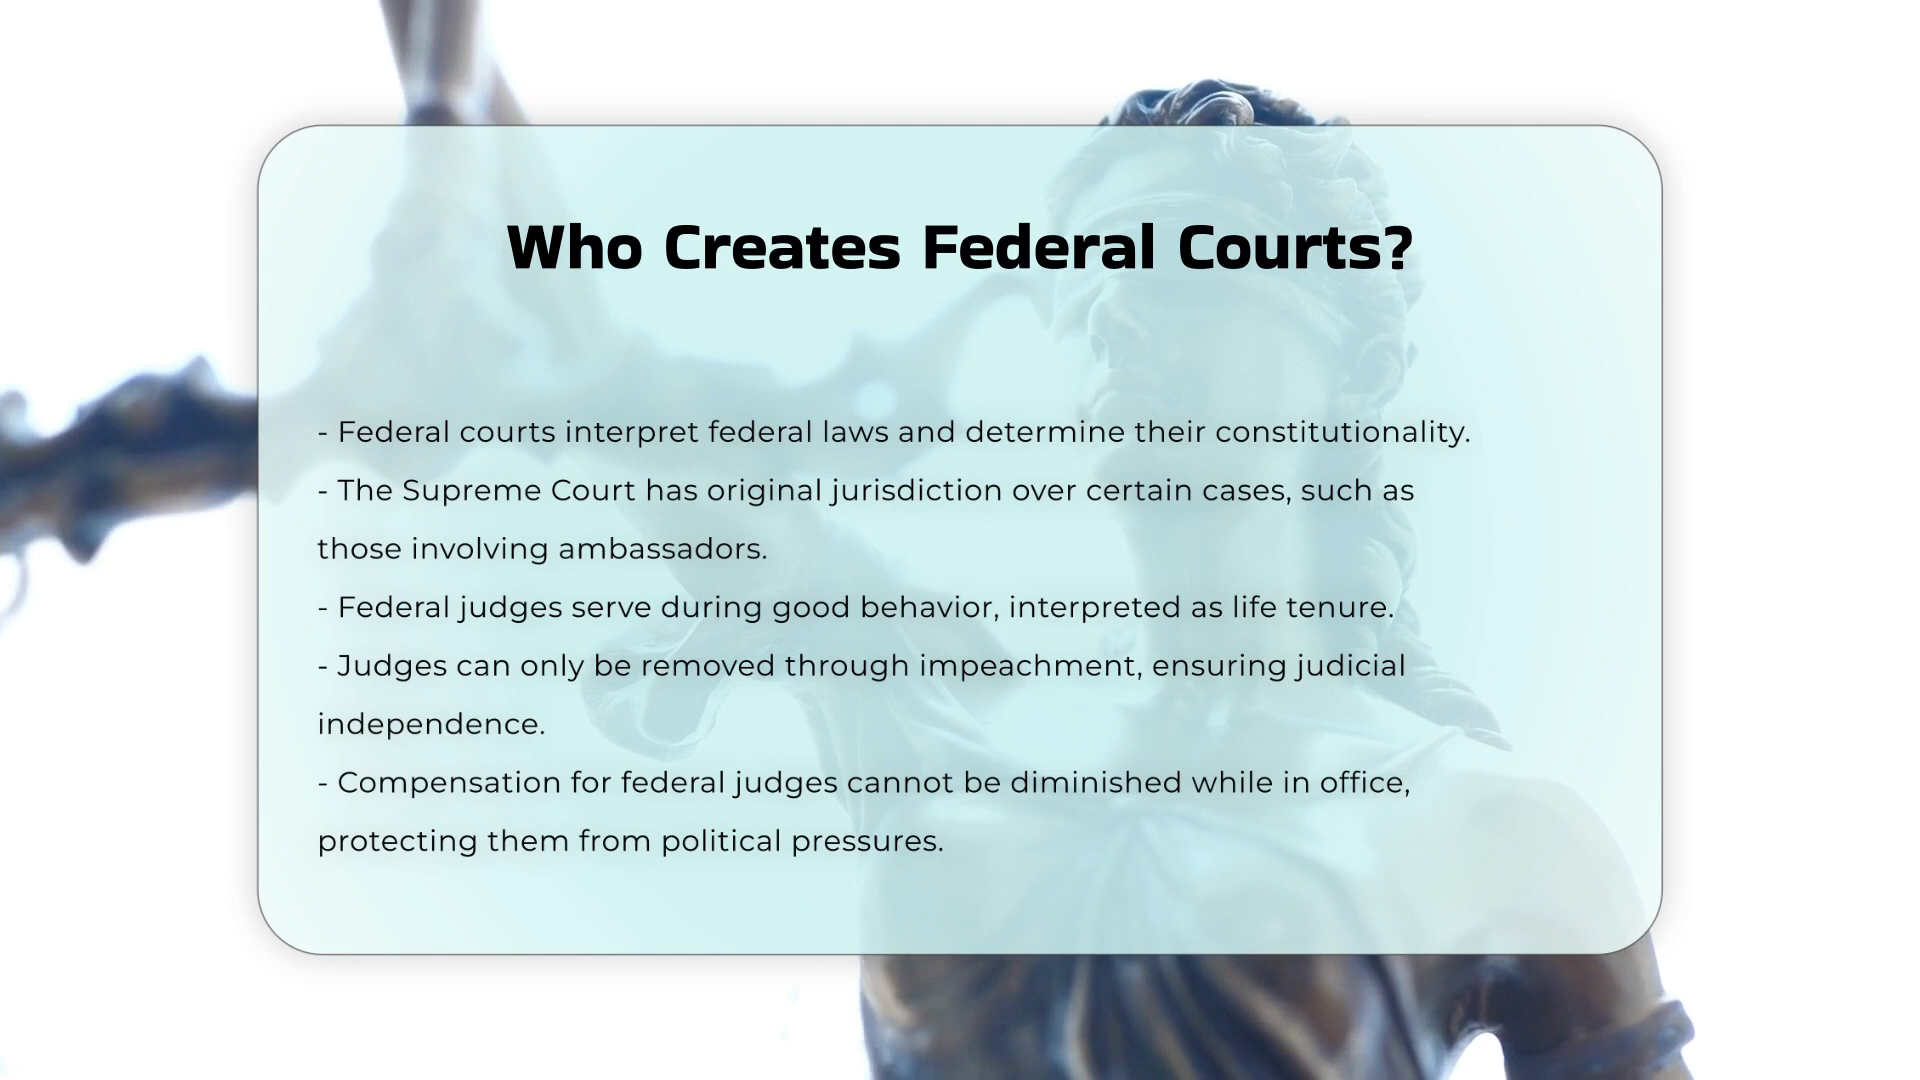 Who Creates Federal Courts?
- Federal courts interpret federal laws and determine their constitutionality.
- The Supreme Court has original jurisdiction over certain cases, such as
those involving ambassadors.
- Federal judges serve during good behavior, interpreted as life tenure.
- Judges can only be removed through impeachment, ensuring judicial
independence.
- Compensation for federal judges cannot be diminished while in office,
protecting them from political pressures.